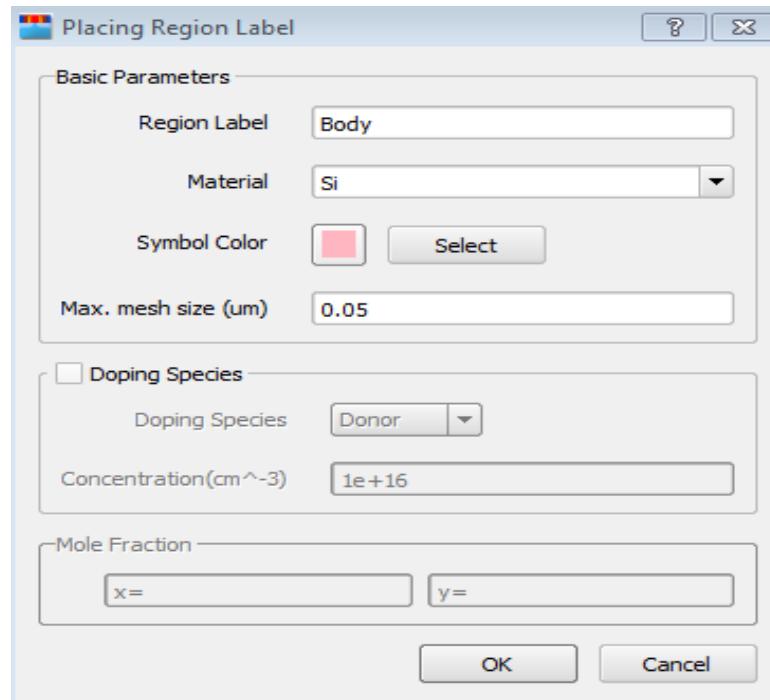 Placing Region Label
Basic Parameters
Region Label Body
Material Si
Symbol Color Select
Max. mesh size (um) 0.05
Doping Species
Doping Species Donor
Concentration(cm^-3) 1e+16
Mole Fraction
x= y=
OK Cancel